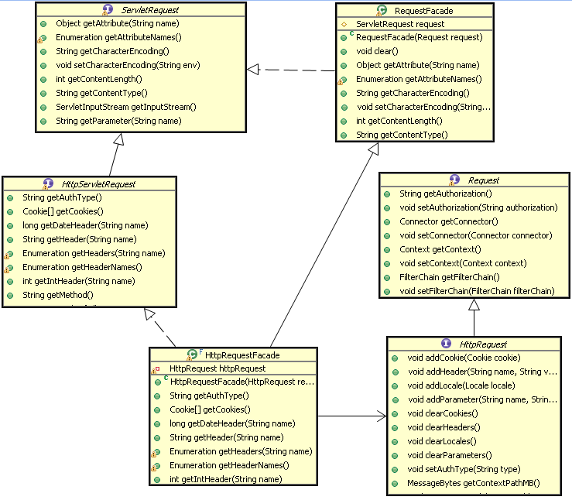 ServletRequest
Object getAttribute(String name)
Enumeration getAttributeNames()
String getCharacterEncoding()
void setCharacterEncoding(String env)
int getContentLength()
String getContentType()
ServletInputStream getInputStream()
String getParameter(String name)
RequestFacade
ServletRequest request
RequestFacade(Request request)
void clear()
Object getAttribute(String name)
Enumeration getAttributeNames()
String getCharacterEncoding()
void setCharacterEncoding(String...
int getContentLength()
String getContentType()
HttpServletRequest
String getAuthType()
Cookie[] getCookies()
long getDateHeader(String name)
String getHeader(String name)
Enumeration getHeaders(String name)
Enumeration getHeaderNames()
int getIntHeader(String name)
String getMethod()
Request
String getAuthorization()
void setAuthorization(String authorization)
Connector getConnector()
void setConnector(Connector connector)
Context getContext()
void setContext(Context context)
FilterChain getFilterChain()
void setFilterChain(FilterChain filterChain)
HttpRequestFacade
HttpRequest httpRequest
HttpRequestFacade(HttpRequest re...
String getAuthType()
Cookie[] getCookies()
long getDateHeader(String name)
String getHeader(String name)
Enumeration getHeaders(String name)
Enumeration getHeaderNames()
int getIntHeader(String name)
HttpRequest
void addCookie(Cookie cookie)
void addHeader(String name, String v...
void addLocale(Locale locale)
void addParameter(String name, Strin...
void clearCookies()
void clearHeaders()
void clearLocales()
void clearParameters()
void setAuthType(String type)
MessageBytes getContextPathMB()